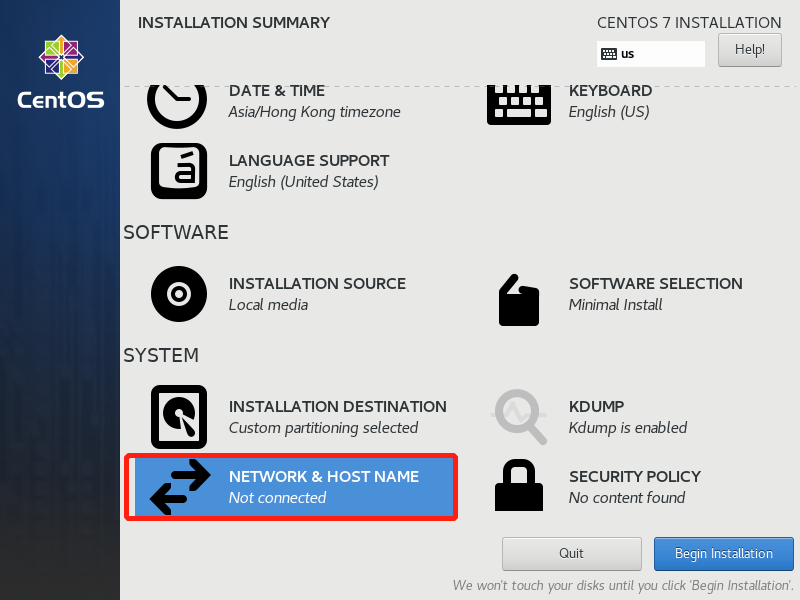 INSTALLATION SUMMARY
CENTOS 7 INSTALLATION
us
Help!
CentOS
DATE & TIME
Asia/Hong Kong timezone
KEYBOARD
English (US)
LANGUAGE SUPPORT
English (United States)
SOFTWARE
INSTALLATION SOURCE
Local media
SOFTWARE SELECTION
Minimal Install
SYSTEM
INSTALLATION DESTINATION
Custom partitioning selected
KDUMP
Kdump is enabled
NETWORK & HOST NAME
Not connected
SECURITY POLICY
No content found
Quit
Begin Installation
We won't touch your disks until you click 'Begin Installation'.